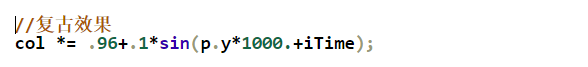 //复古效果
col *= .96+.1*sin(p.y*1000.+iTime);